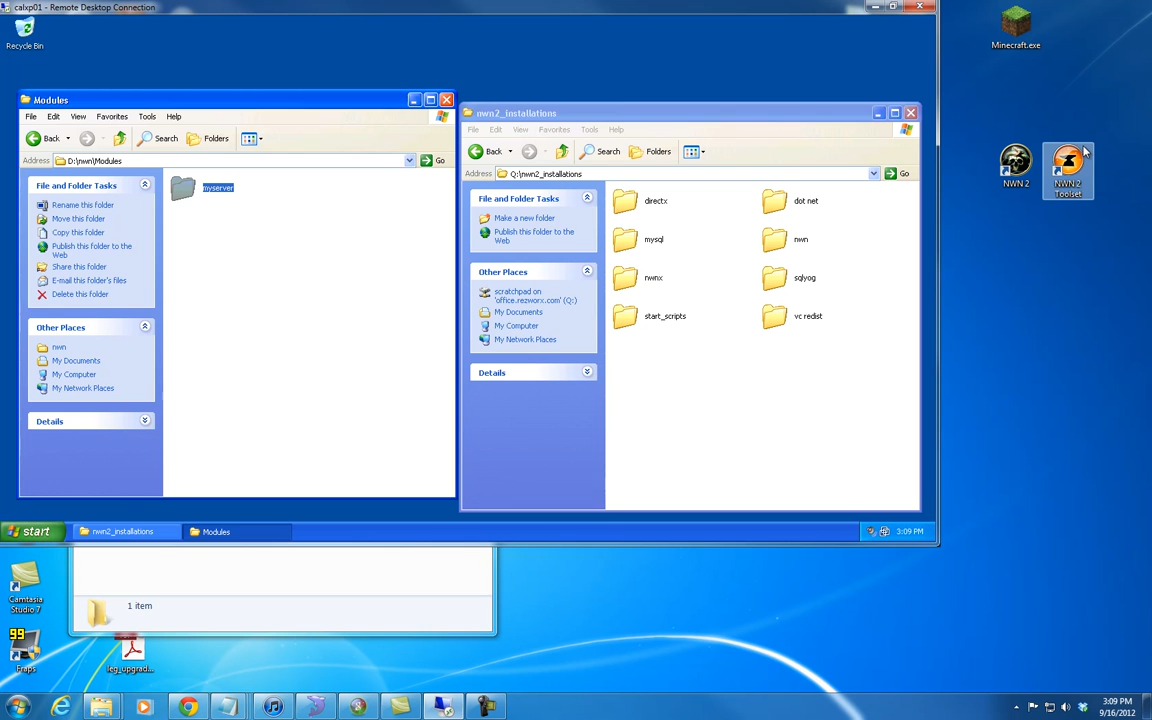 calxp01 - Remote Desktop Connection
Recycle Bin
Minecraft.exe
NWN 2
NWN 2
Toolset
Modules
File Edit View Favorites Tools Help
Back Search Folders
Address D:\nwn\Modules Go
File and Folder Tasks
Rename this folder
Move this folder
Copy this folder
Publish this folder to the
Web
Share this folder
E-mail this folder's files
Delete this folder
Other Places
nwn
My Documents
My Computer
My Network Places
Details
myserver
nwn2_installations
File Edit View Favorites Tools Help
Back Search Folders
Address Q:\nwn2_installations Go
File and Folder Tasks
Make a new folder
Publish this folder to the
Web
Other Places
scratchpad on
'office.rezworx.com' (Q:)
My Documents
My Computer
My Network Places
Details
directx
dot net
mysql
nwn
nwnx
sqlyog
start_scripts
vc redist
start nwn2_installations Modules 3:09 PM
1 item
Camtasia
Studio 7
99
Fraps
leg_upgrad...
3:09 PM
9/16/2012